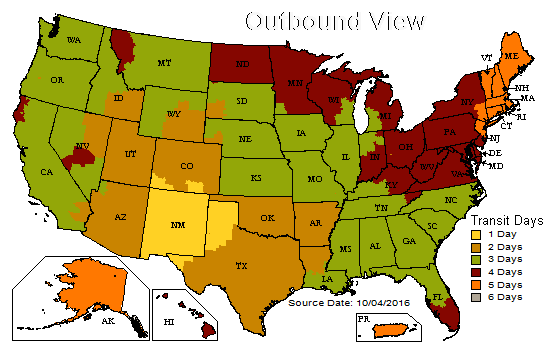 Outbound View
WA
MT
ND
MN
VT
ME
OR
ID
SD
WI
MI
NY
NH
MA
WY
RI
CT
NV
NE
IA
PA
NJ
UT
CO
IL
IN
OH
DE
MD
CA
KS
MO
WV
VA
KY
AZ
NM
OK
AR
TN
NC
SC
TX
MS
AL
GA
LA
FL
Transit Days
1 Day
2 Days
3 Days
4 Days
5 Days
6 Days
Source Date: 10/04/2016
AK
HI
PR